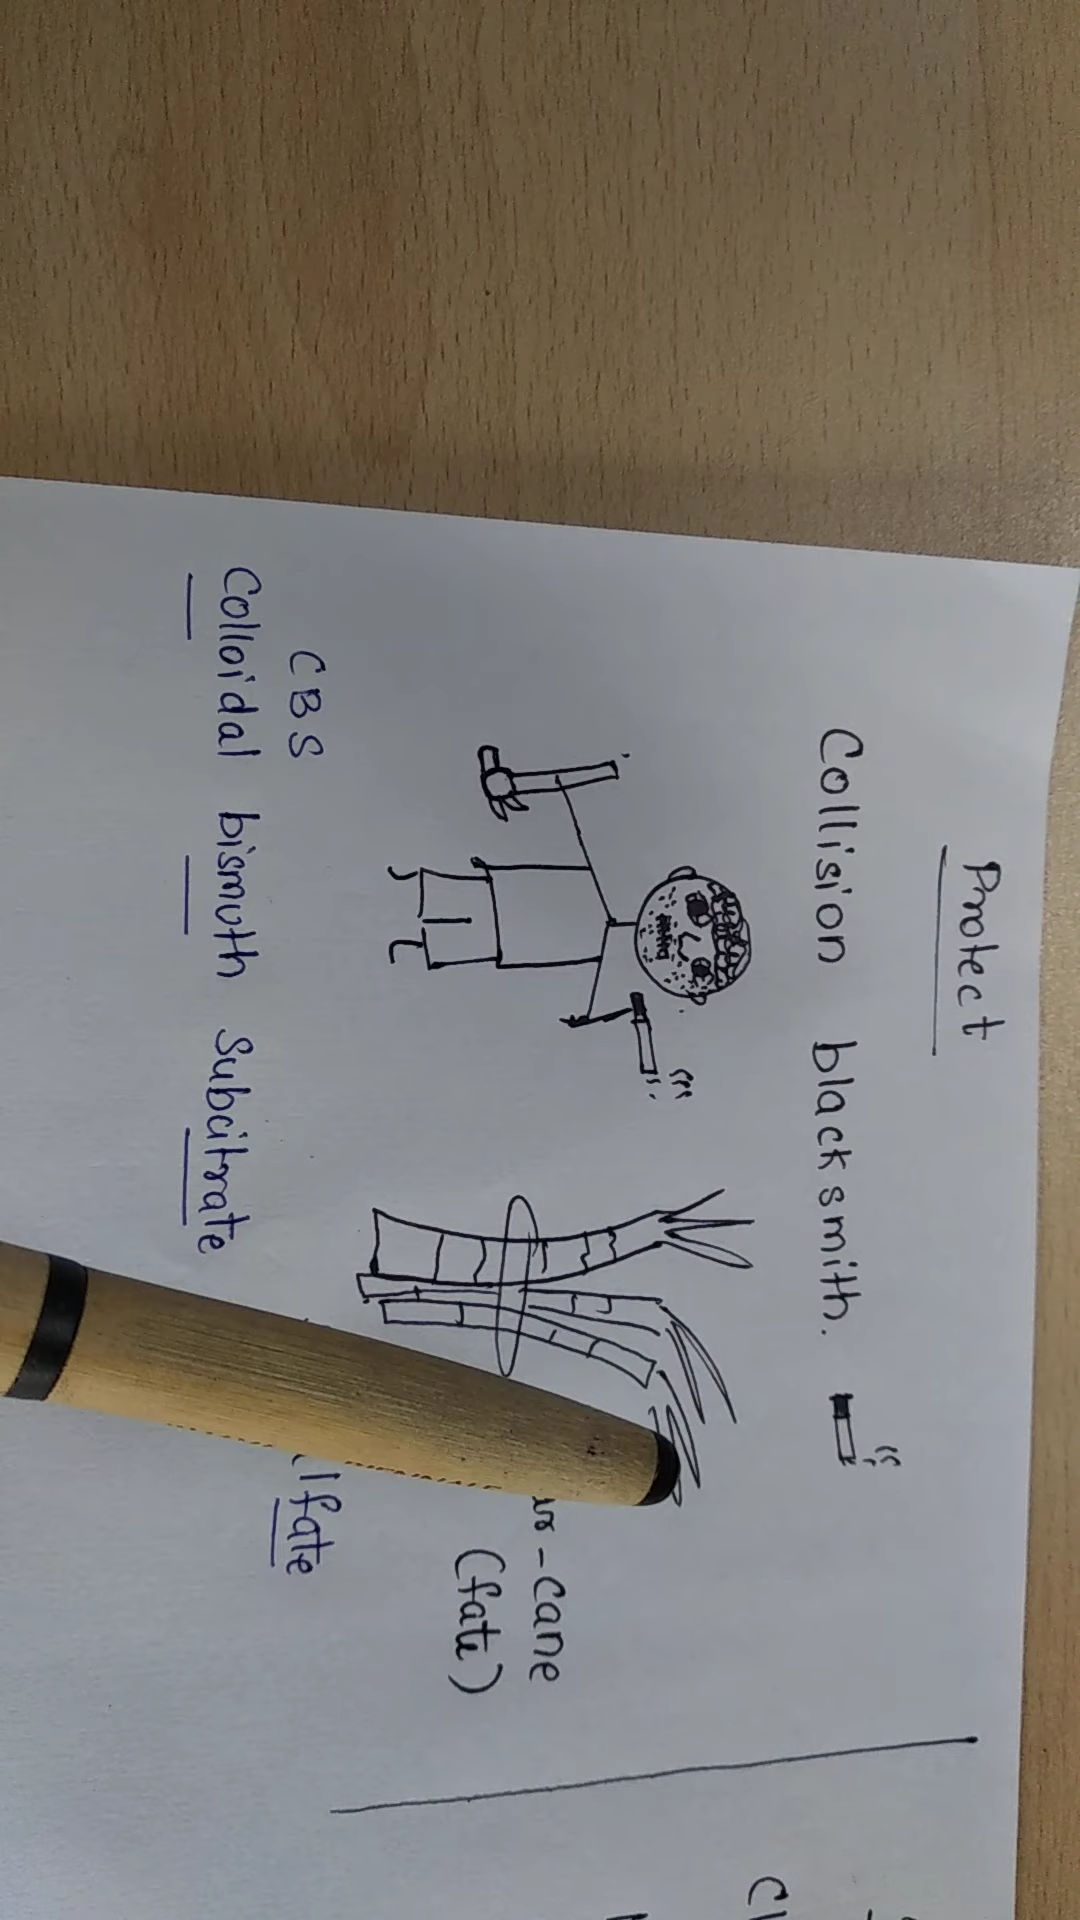 Protect
Collision blacksmith.
-cane
(fate)
CBS
lfate
Colloidal bismuth Subcitrate